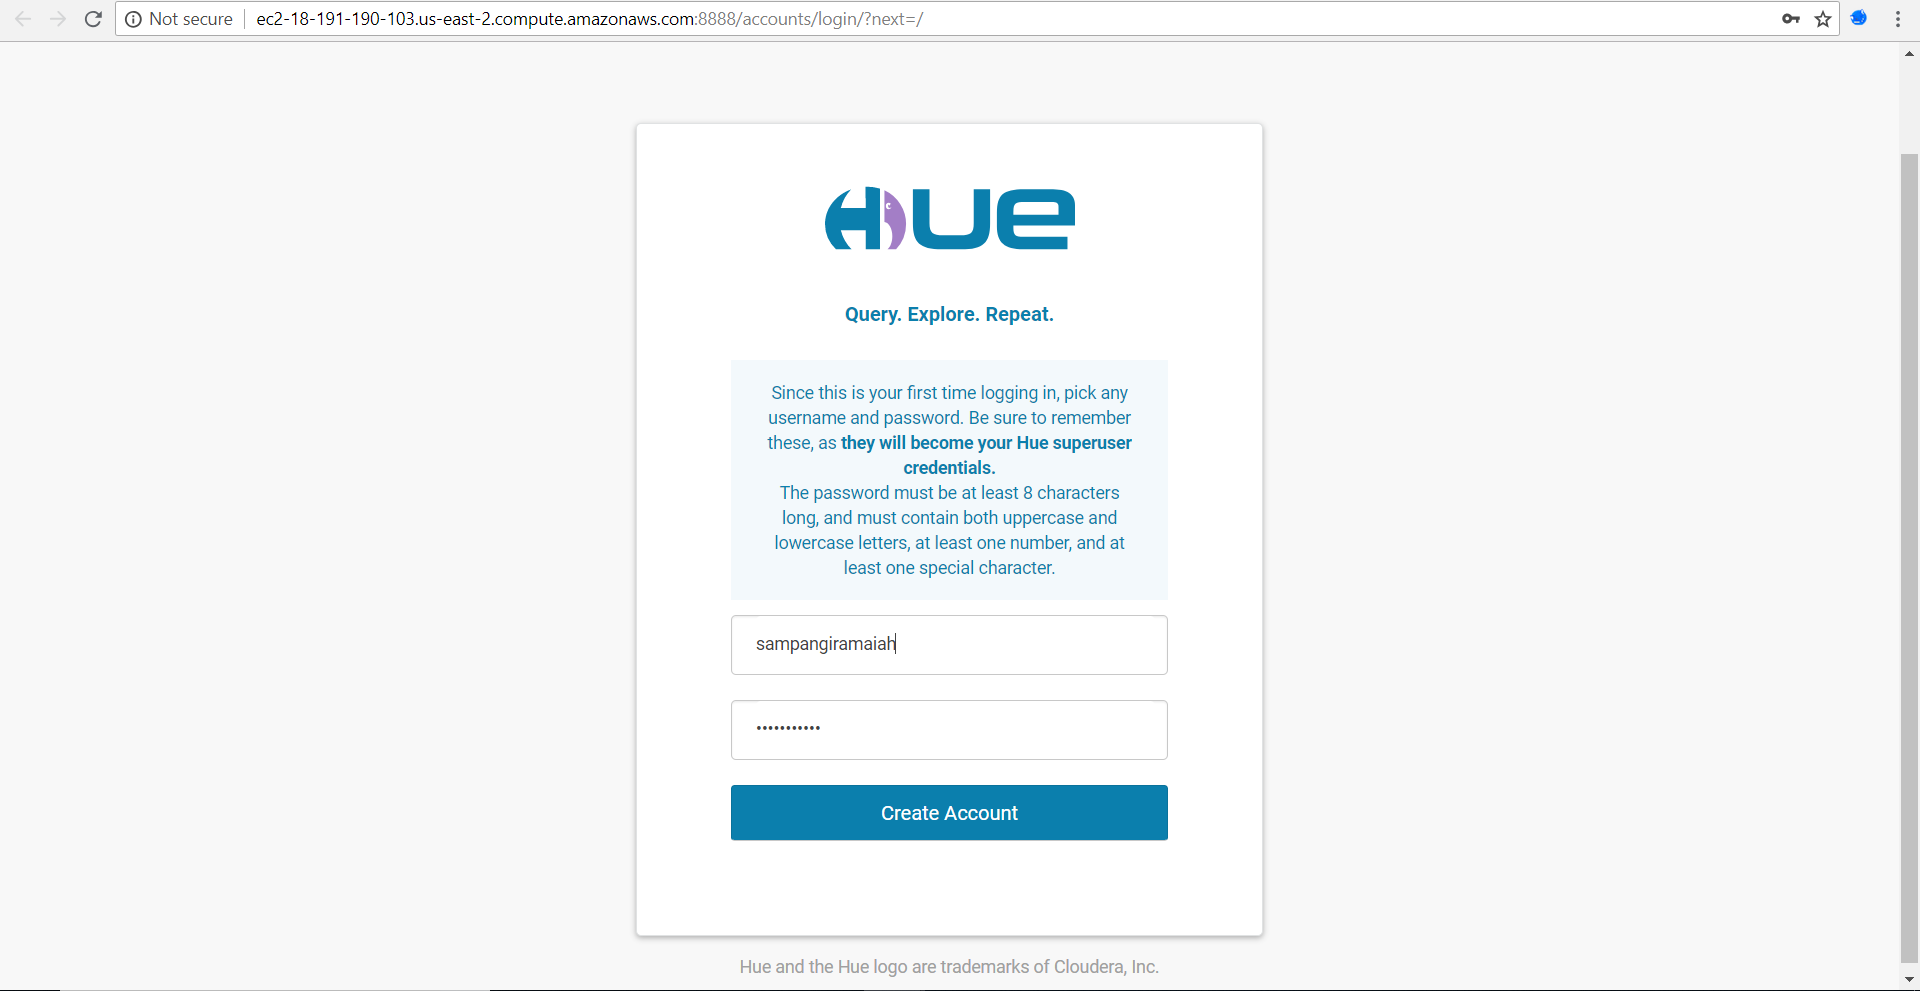 Not secure ec2-18-191-190-103.us-east-2.compute.amazonaws.com:8888/accounts/login/?next=/
Hue
Query. Explore. Repeat.
Since this is your first time logging in, pick any
username and password. Be sure to remember
these, as they will become your Hue superuser
credentials.
The password must be at least 8 characters
long, and must contain both uppercase and
lowercase letters, at least one number, and at
least one special character.
sampangiramaiah
•••••••••••
Create Account
Hue and the Hue logo are trademarks of Cloudera, Inc.